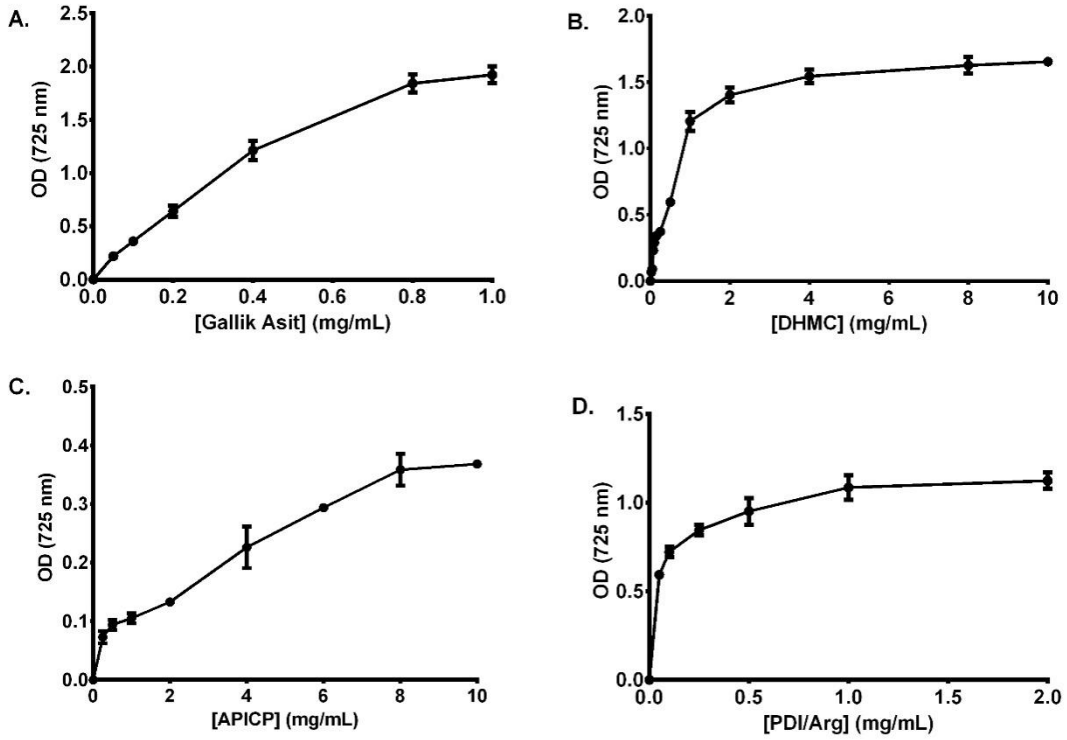 A.
OD (725 nm)
2.5
2.0
1.5
1.0
0.5
0.0
0.0 0.2 0.4 0.6 0.8 1.0
[Gallik Asit] (mg/mL)
B.
OD (725 nm)
2.0
1.5
1.0
0.5
0.0
0 2 4 6 8 10
[DHMC] (mg/mL)
C.
OD (725 nm)
0.5
0.4
0.3
0.2
0.1
0.0
0 2 4 6 8 10
[APICP] (mg/mL)
D.
OD (725 nm)
1.5
1.0
0.5
0.0
0.0 0.5 1.0 1.5 2.0
[PDI/Arg] (mg/mL)